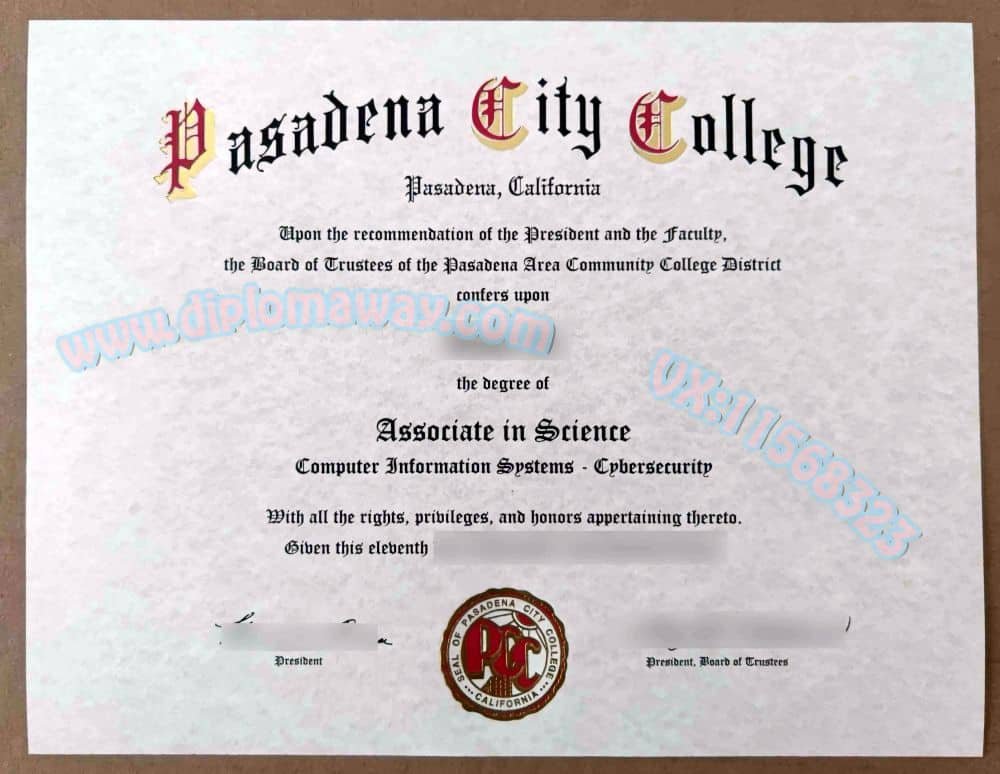 Pasadena City College
Pasadena, California
Upon the recommendation of the President and the Faculty,
the Board of Trustees of the Pasadena Area Community College District
confers upon
www.diplomaway.com
the degree of
VX:11568323
Associate in Science
Computer Information Systems - Cybersecurity
With all the rights, privileges, and honors appertaining thereto.
Given this eleventh
SEAL OF PASADENA CITY COLLEGE
PCC
CALIFORNIA
President
President, Board of Trustees